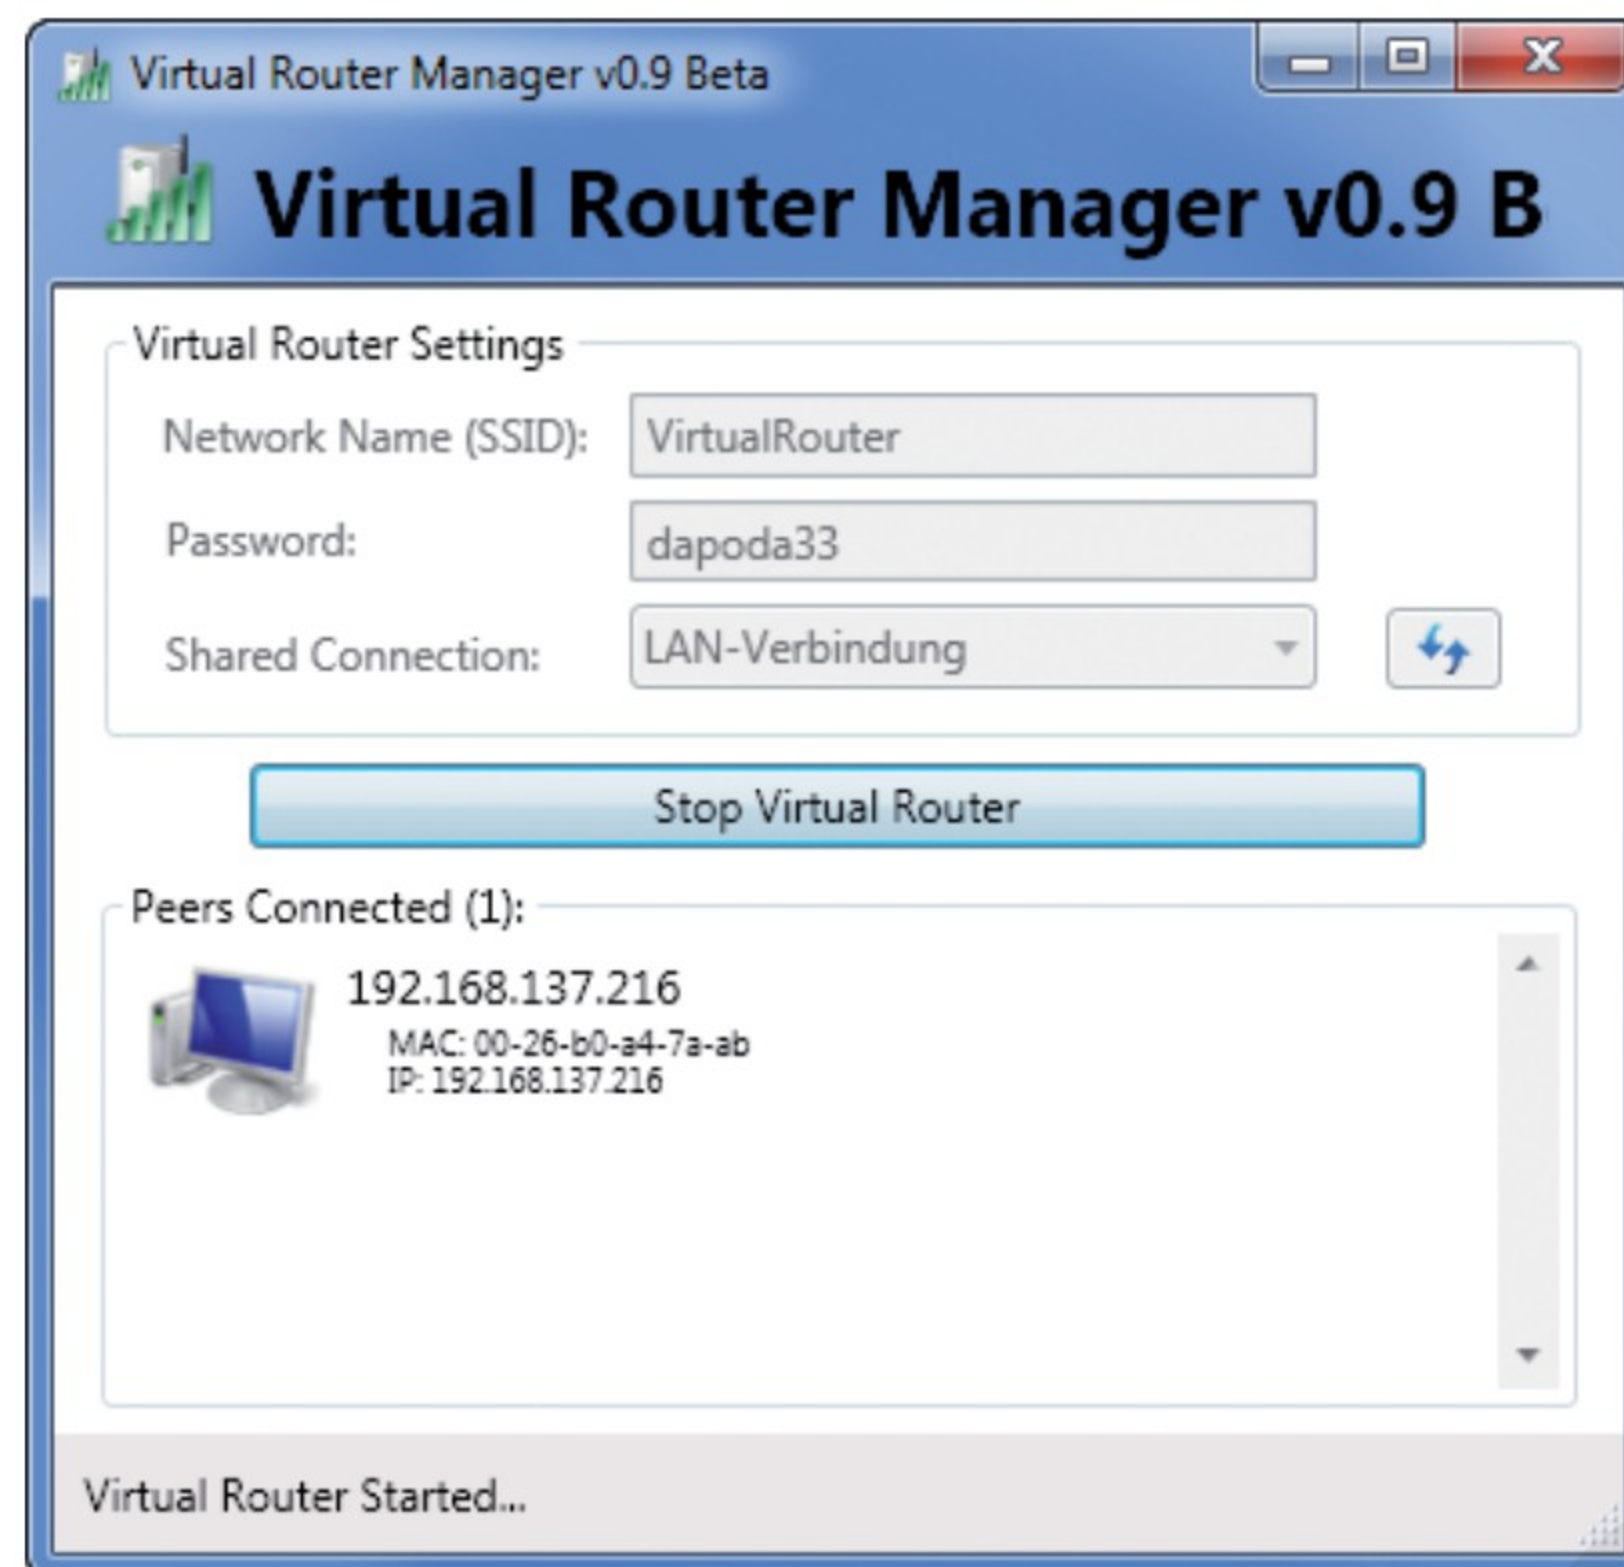 Virtual Router Manager v0.9 Beta
Virtual Router Manager v0.9 B
Virtual Router Settings
Network Name (SSID): VirtualRouter
Password: dapoda33
Shared Connection: LAN-Verbindung
Stop Virtual Router
Peers Connected (1):
192.168.137.216
MAC: 00-26-b0-a4-7a-ab
IP: 192.168.137.216
Virtual Router Started...